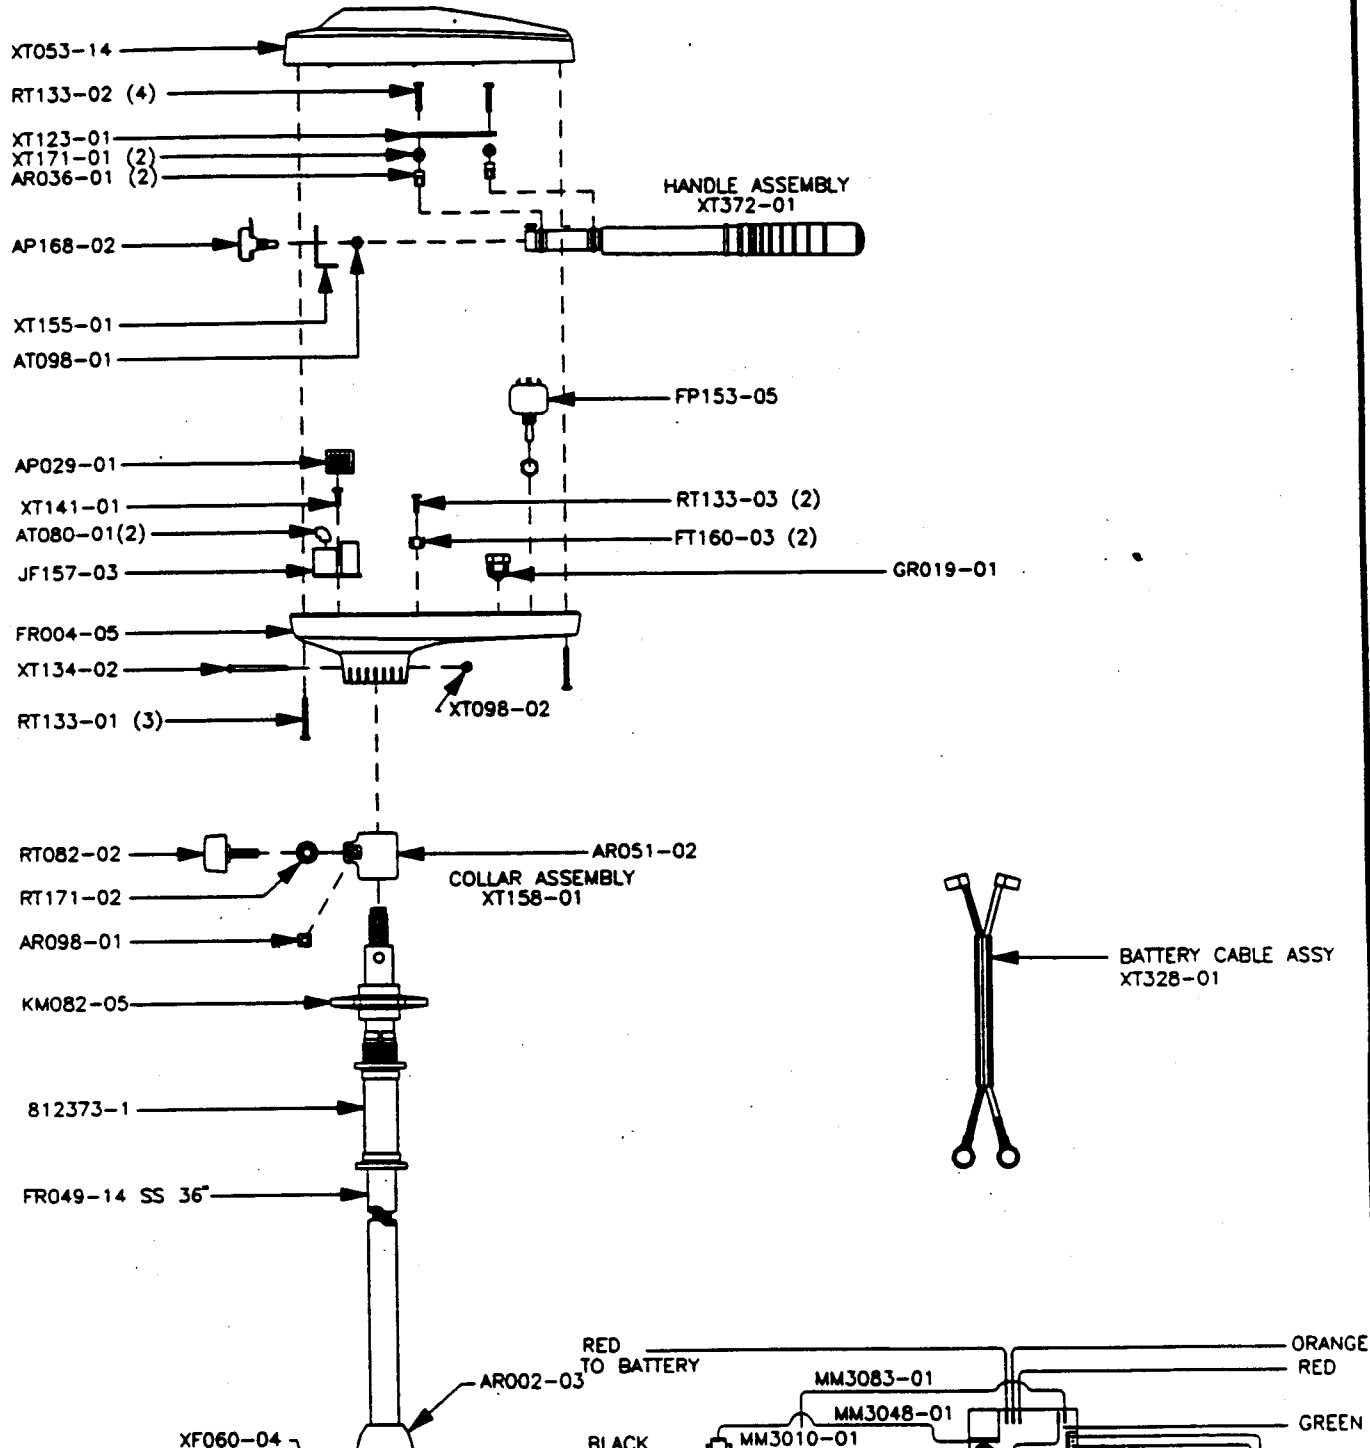 XT053-14
RT133-02 (4)
XT123-01
XT171-01 (2)
AR036-01 (2)
HANDLE ASSEMBLY
XT372-01
AP168-02
XT155-01
AT098-01
FP153-05
AP029-01
XT141-01
RT133-03 (2)
AT080-01(2)
FT160-03 (2)
JF157-03
GR019-01
FR004-05
XT134-02
XT098-02
RT133-01 (3)
RT082-02
AR051-02
COLLAR ASSEMBLY
XT158-01
RT171-02
AR098-01
BATTERY CABLE ASSY
XT328-01
KM082-05
812373-1
FR049-14 SS 36"
RED
TO BATTERY
ORANGE
RED
AR002-03
MM3083-01
MM3048-01
GREEN
XF060-04
BLACK
MM3010-01